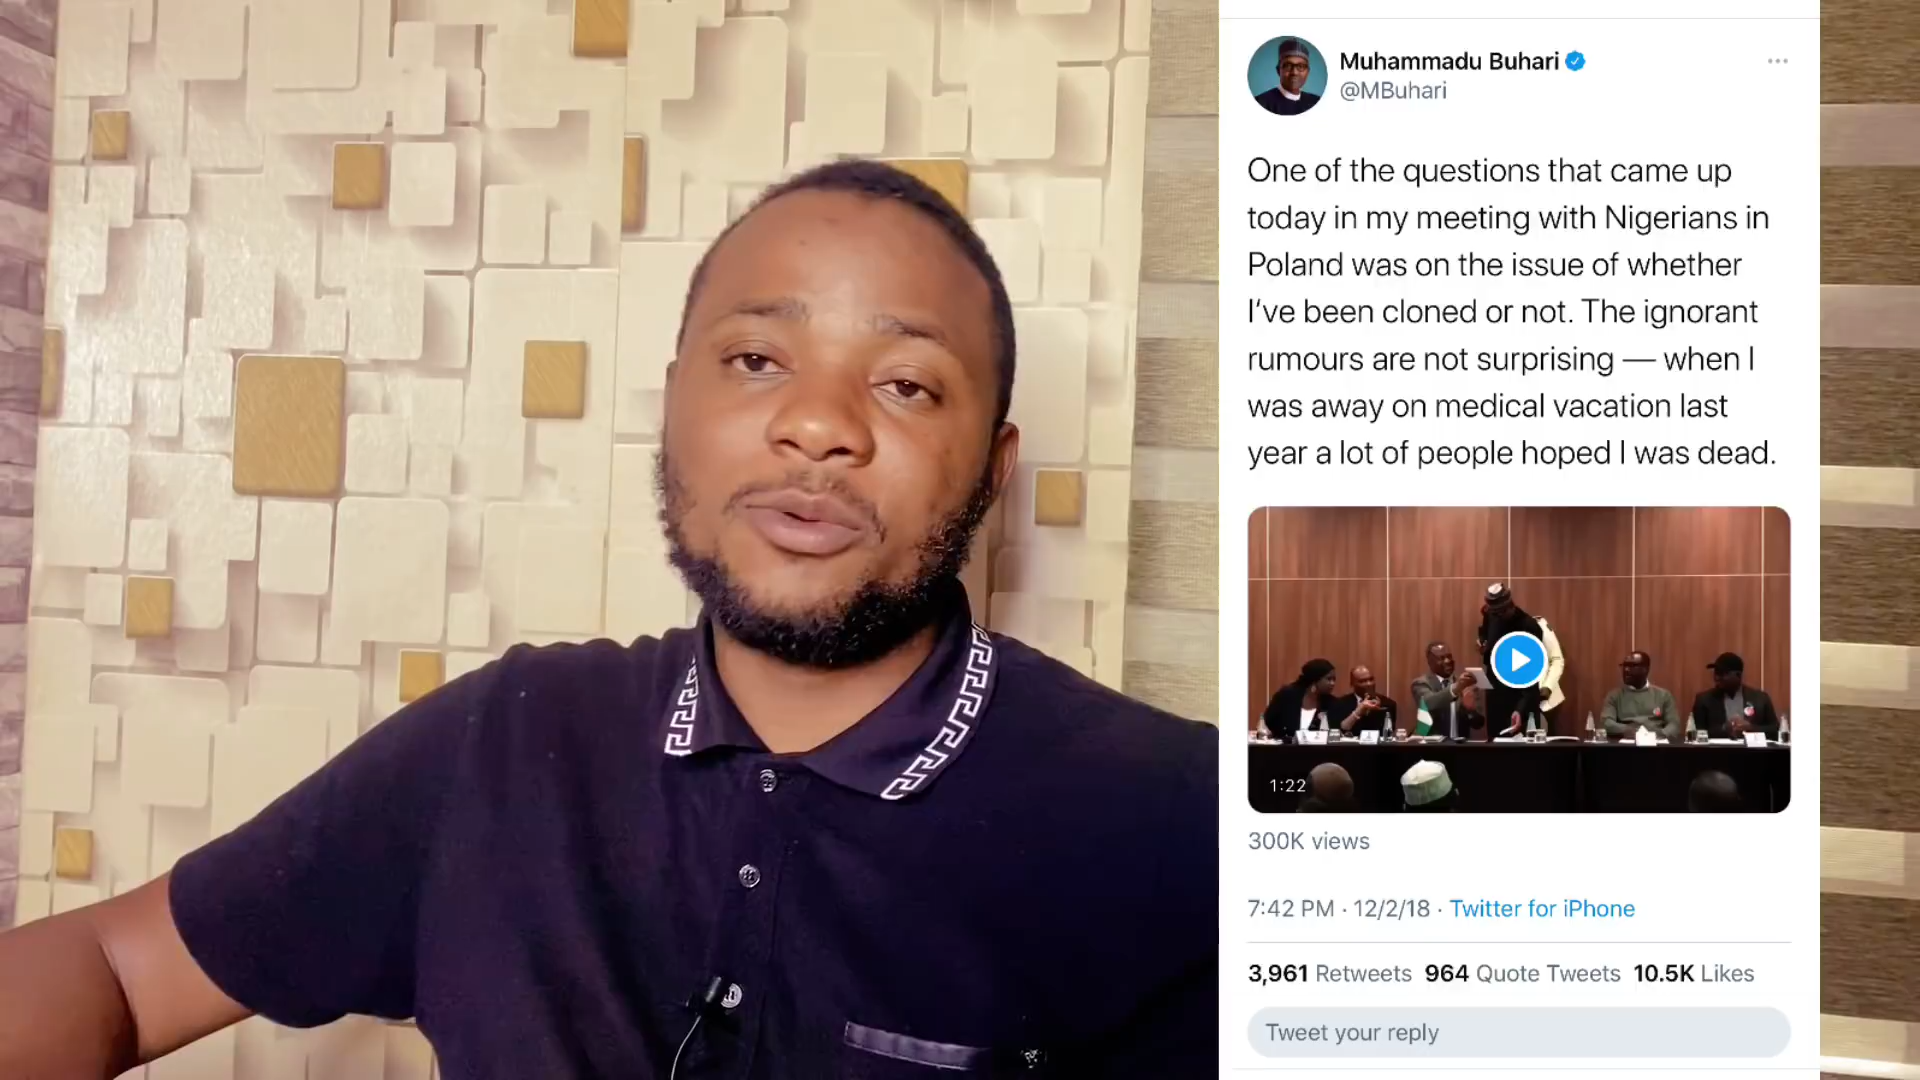 Muhammadu Buhari
@MBuhari
One of the questions that came up
today in my meeting with Nigerians in
Poland was on the issue of whether
I've been cloned or not. The ignorant
rumours are not surprising — when I
was away on medical vacation last
year a lot of people hoped I was dead.
1:22
300K views
7:42 PM · 12/2/18 · Twitter for iPhone
3,961 Retweets 964 Quote Tweets 10.5K Likes
Tweet your reply